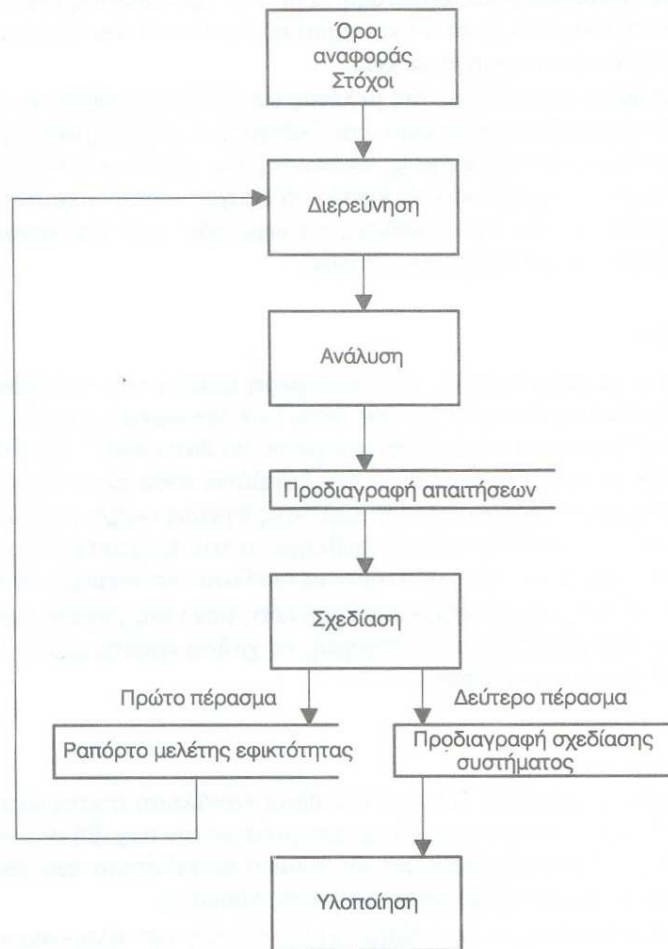 Όροι
αναφοράς
Στόχοι
Διερεύνηση
Ανάλυση
Προδιαγραφή απαιτήσεων
Σχεδίαση
Πρώτο πέρασμα
Δεύτερο πέρασμα
Ραπόρτο μελέτης εφικτότητας
Προδιαγραφή σχεδίασης
συστήματος
Υλοποίηση